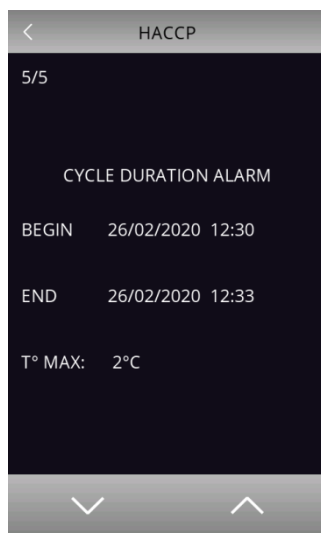 HACCP
5/5
CYCLE DURATION ALARM
BEGIN 26/02/2020 12:30
END 26/02/2020 12:33
T° MAX: 2°C